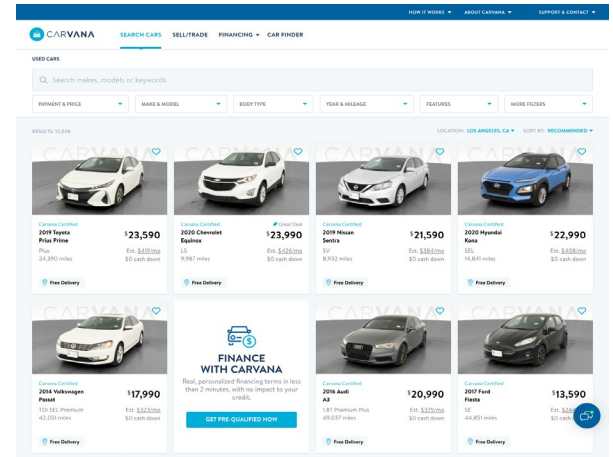 HOW IT WORKS ABOUT CARVANA SUPPORT & CONTACT
CARVANA SEARCH CARS SELL/TRADE FINANCING CAR FINDER
USED CARS
Search makes, models or keywords
PAYMENT & PRICE MAKE & MODEL BODY TYPE YEAR & MILEAGE FEATURES MORE FILTERS
LOCATION: LOS ANGELES, CA SORT BY: RECOMMENDED
CARVANA CARVANA CARVANA CARVANA
Carvana Certified
2019 Toyota
Prius Prime
$23,590
Plus
Est. $419/mo
24,390 miles
$0 cash down
Free Delivery
Carvana Certified
Great Deal
2020 Chevrolet
Equinox
$23,990
LS
Est. $426/mo
9,987 miles
$0 cash down
Free Delivery
Carvana Certified
2019 Nissan
Sentra
$21,590
SV
Est. $384/mo
8,932 miles
$0 cash down
Free Delivery
Carvana Certified
2020 Hyundai
Kona
$22,990
SEL
Est. $408/mo
14,841 miles
$0 cash down
Free Delivery
CARVANA CARVANA CARVANA
Carvana Certified
2014 Volkswagen
Passat
$17,990
TDI SEL Premium
Est. $323/mo
42,051 miles
$0 cash down
Free Delivery
FINANCE
WITH CARVANA
Real, personalized financing terms in less
than 2 minutes, with no impact to your
credit.
GET PRE-QUALIFIED NOW
Carvana Certified
2016 Audi
A3
$20,990
1.8T Premium Plus
Est. $375/mo
49,037 miles
$0 cash down
Free Delivery
Carvana Certified
2017 Ford
Fiesta
$13,590
SE
Est.
44,851 miles
$0 cash
Free Delivery